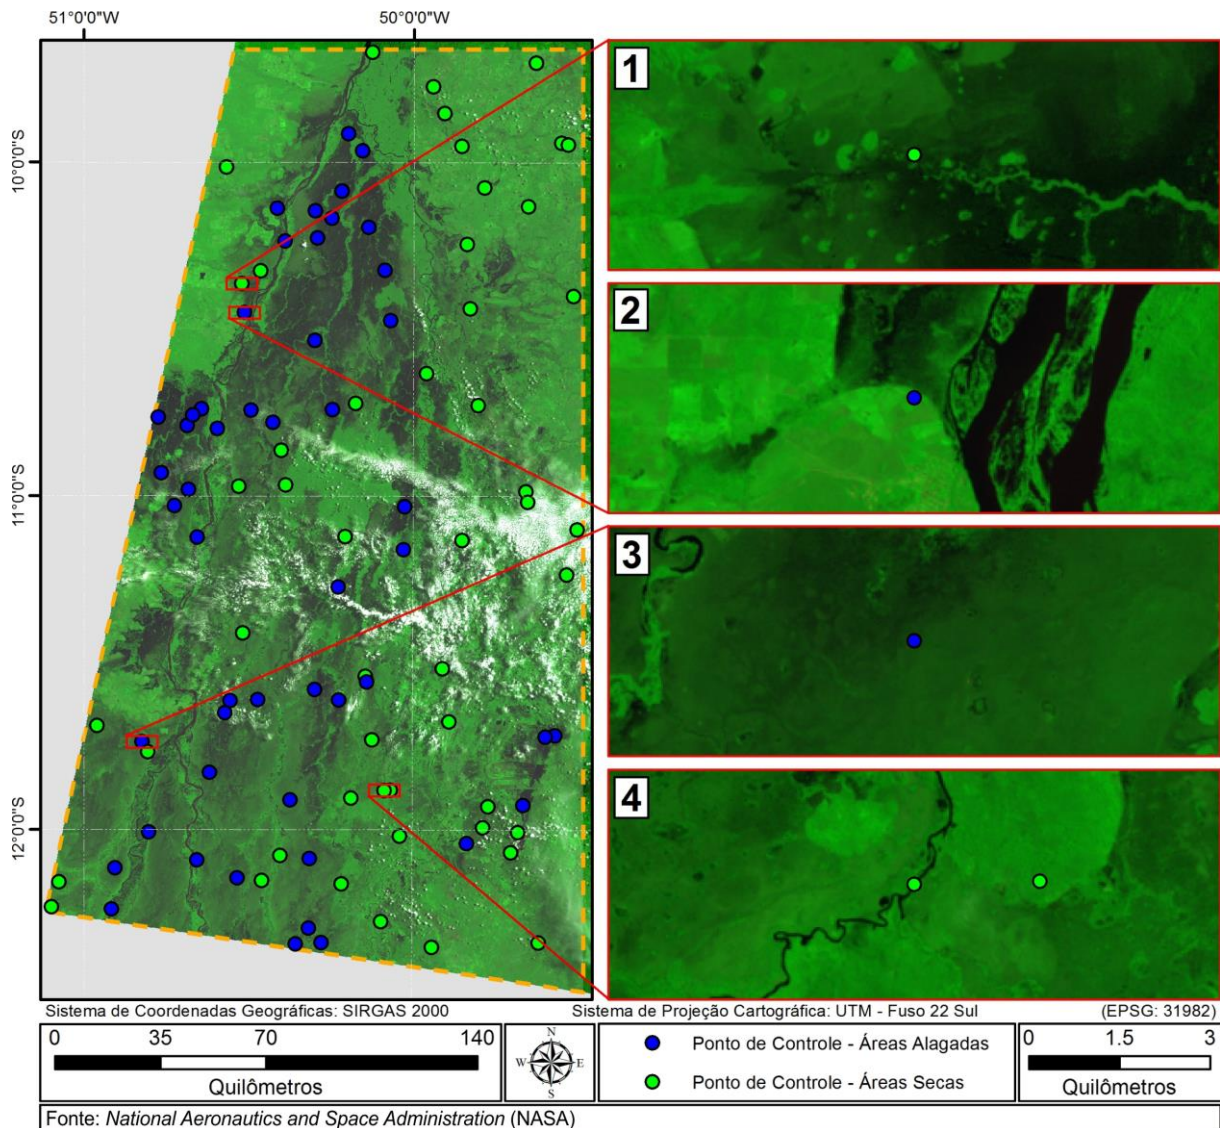 51°0'0"W
50°0'0"W
10°0'0"S
11°0'0"S
12°0'0"S
1
2
3
4
Sistema de Coordenadas Geográficas: SIRGAS 2000
Sistema de Projeção Cartográfica: UTM - Fuso 22 Sul
(EPSG: 31982)
0 35 70 140
Quilômetros
N
W E
S
Ponto de Controle - Áreas Alagadas
Ponto de Controle - Áreas Secas
0 1.5 3
Quilômetros
Fonte: National Aeronautics and Space Administration (NASA)